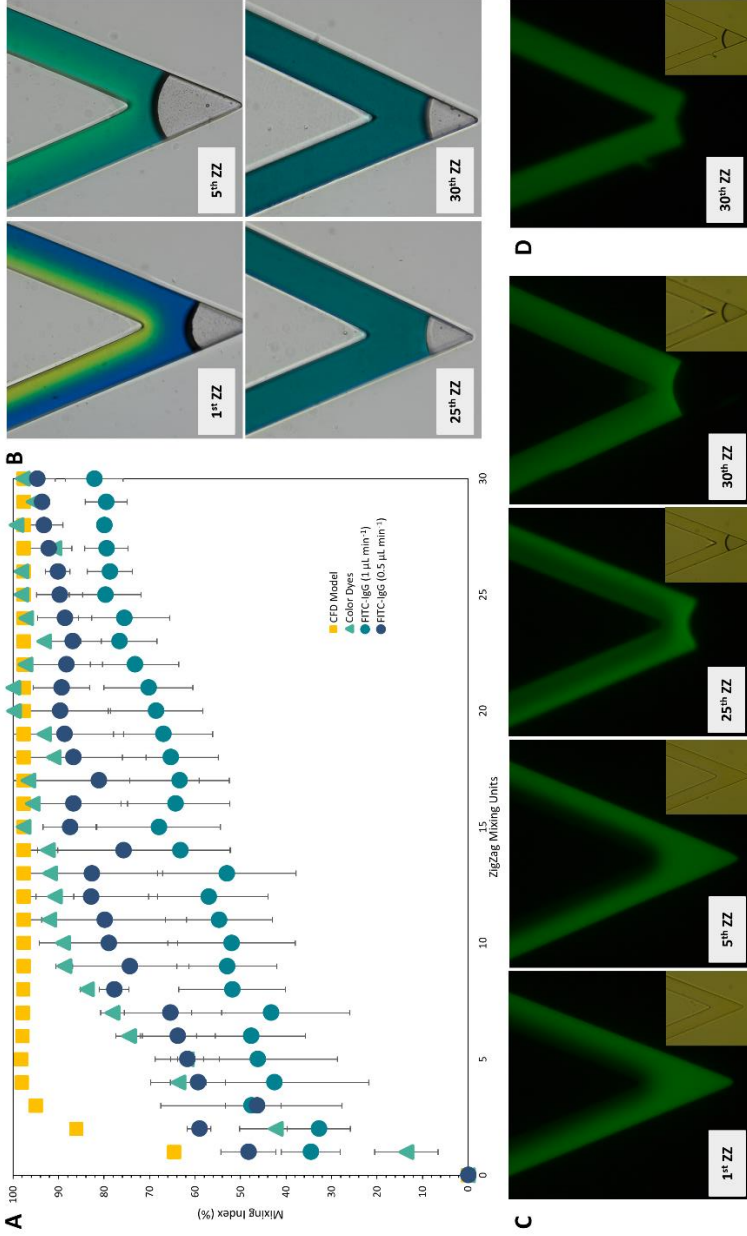 A
100
90
80
70
60
50
40
30
20
10
0
Mixing Index (%)
0
5
10
15
20
25
30
ZigZag Mixing Units
CFD Model
Color Dyes
FITC-IgG (1 µL min⁻¹)
FITC-IgG (0.5 µL min⁻¹)
B
1st ZZ
5th ZZ
25th ZZ
30th ZZ
C
1st ZZ
5th ZZ
25th ZZ
30th ZZ
D
30th ZZ